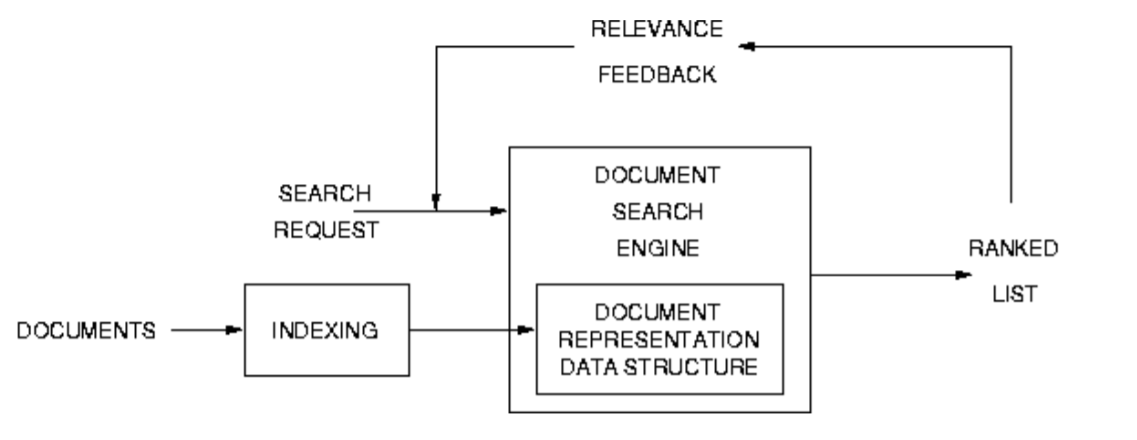 RELEVANCE
FEEDBACK
DOCUMENT
SEARCH
ENGINE
SEARCH
REQUEST
RANKED
LIST
DOCUMENTS
INDEXING
DOCUMENT
REPRESENTATION
DATA STRUCTURE